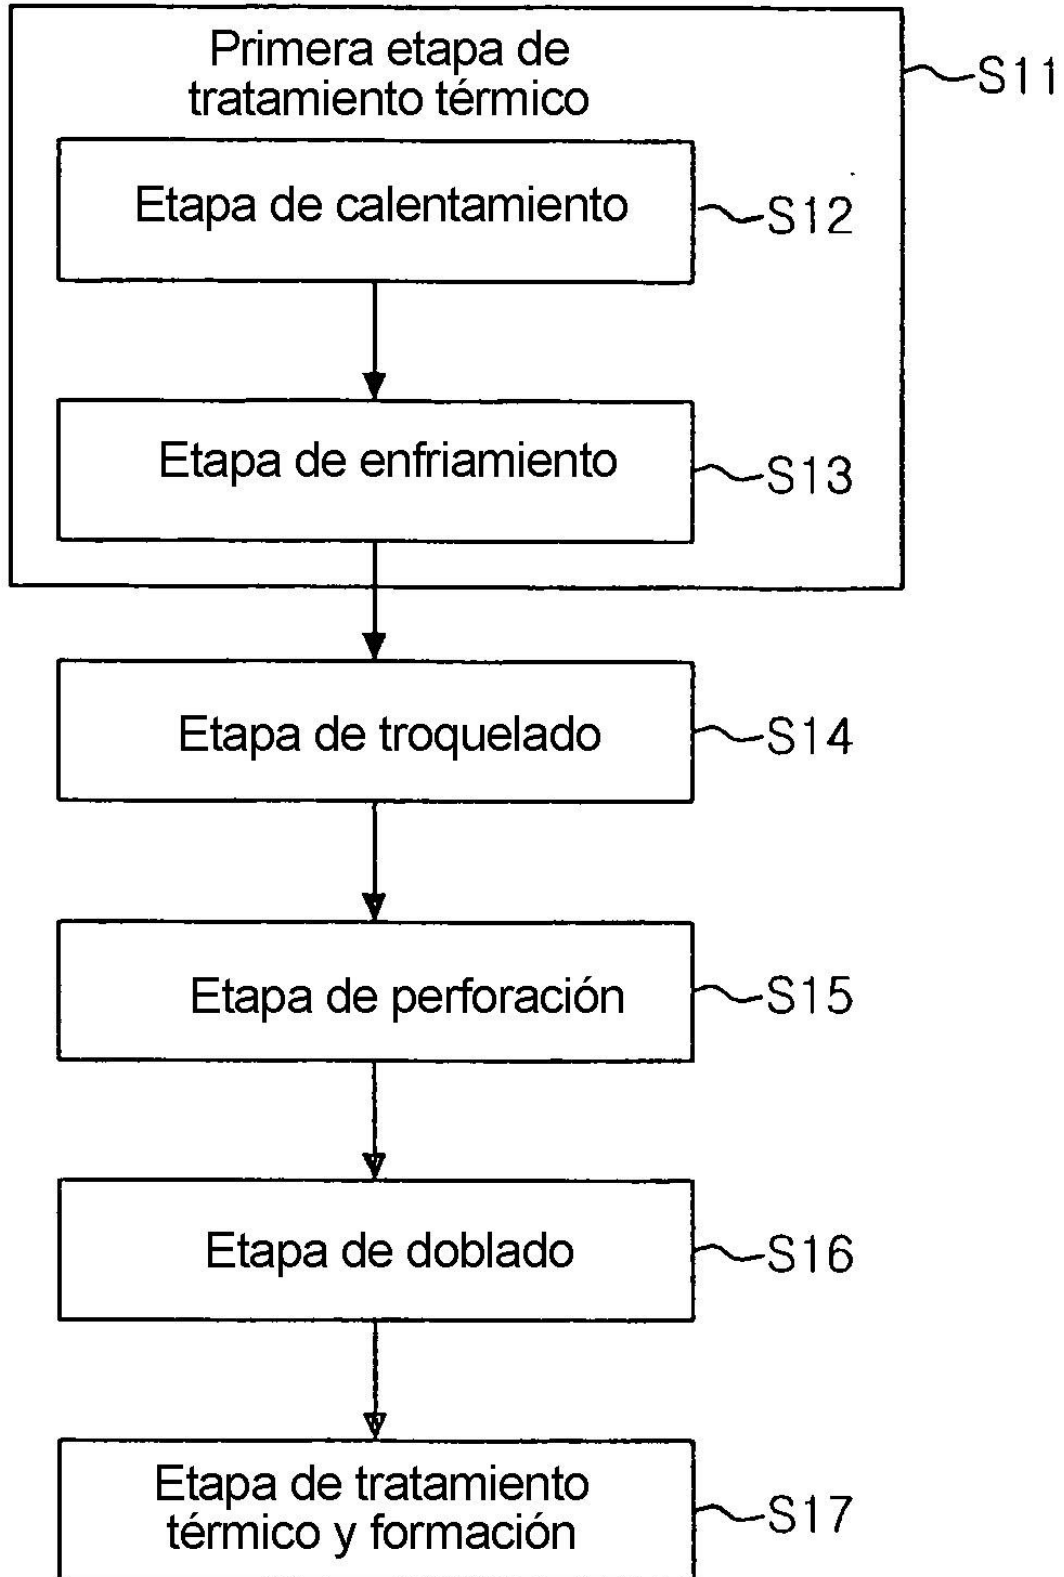 Primera etapa de
tratamiento térmico
S11
Etapa de calentamiento
S12
Etapa de enfriamiento
S13
Etapa de troquelado
S14
Etapa de perforación
S15
Etapa de doblado
S16
Etapa de tratamiento
térmico y formación
S17